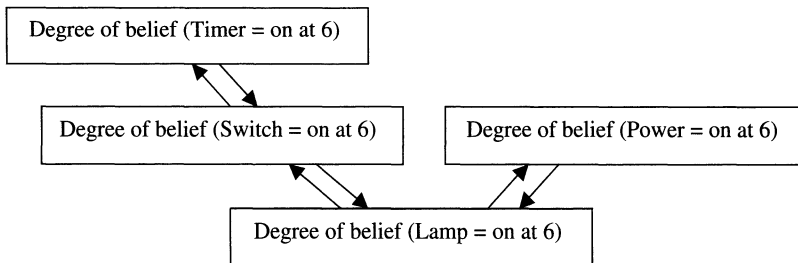 Degree of belief (Timer = on at 6)
Degree of belief (Switch = on at 6)
Degree of belief (Power = on at 6)
Degree of belief (Lamp = on at 6)